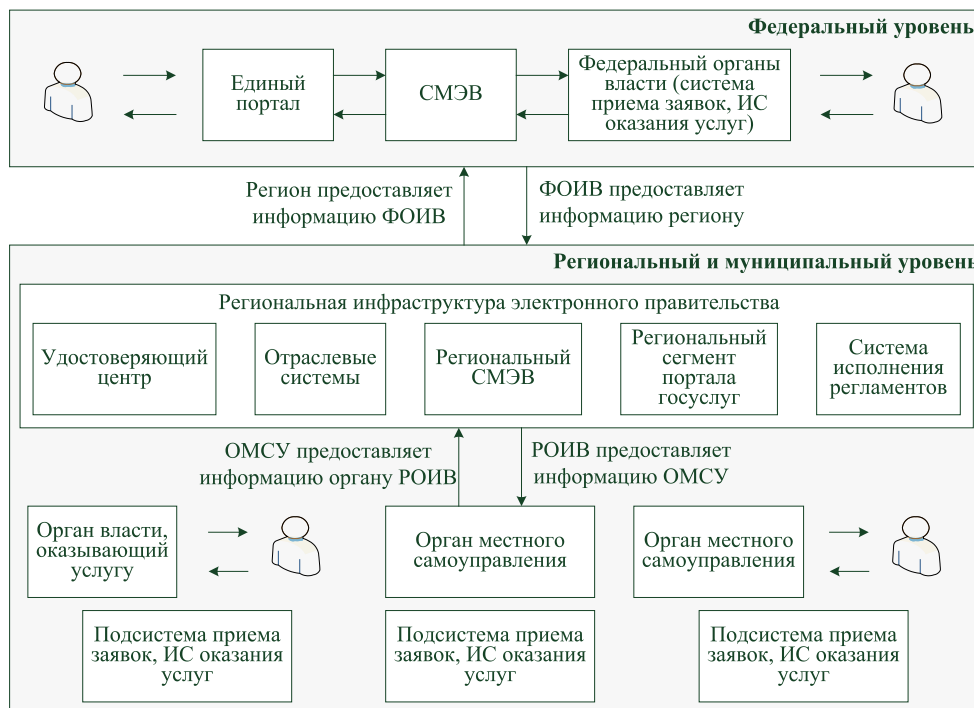 Федеральный уровень
Единый
портал
СМЭВ
Федеральный органы
власти (система
приема заявок, ИС
оказания услуг)
Регион предоставляет
информацию ФОИВ
ФОИВ предоставляет
информацию региону
Региональный и муниципальный уровень
Региональная инфраструктура электронного правительства
Удостоверяющий
центр
Отраслевые
системы
Региональный
СМЭВ
Региональный
сегмент
портала
госуслуг
Система
исполнения
регламентов
ОМСУ предоставляет
информацию органу РОИВ
РОИВ предоставляет
информацию ОМСУ
Орган власти,
оказывающий
услугу
Орган местного
самоуправления
Орган местного
самоуправления
Подсистема приема
заявок, ИС оказания
услуг
Подсистема приема
заявок, ИС оказания
услуг
Подсистема приема
заявок, ИС оказания
услуг